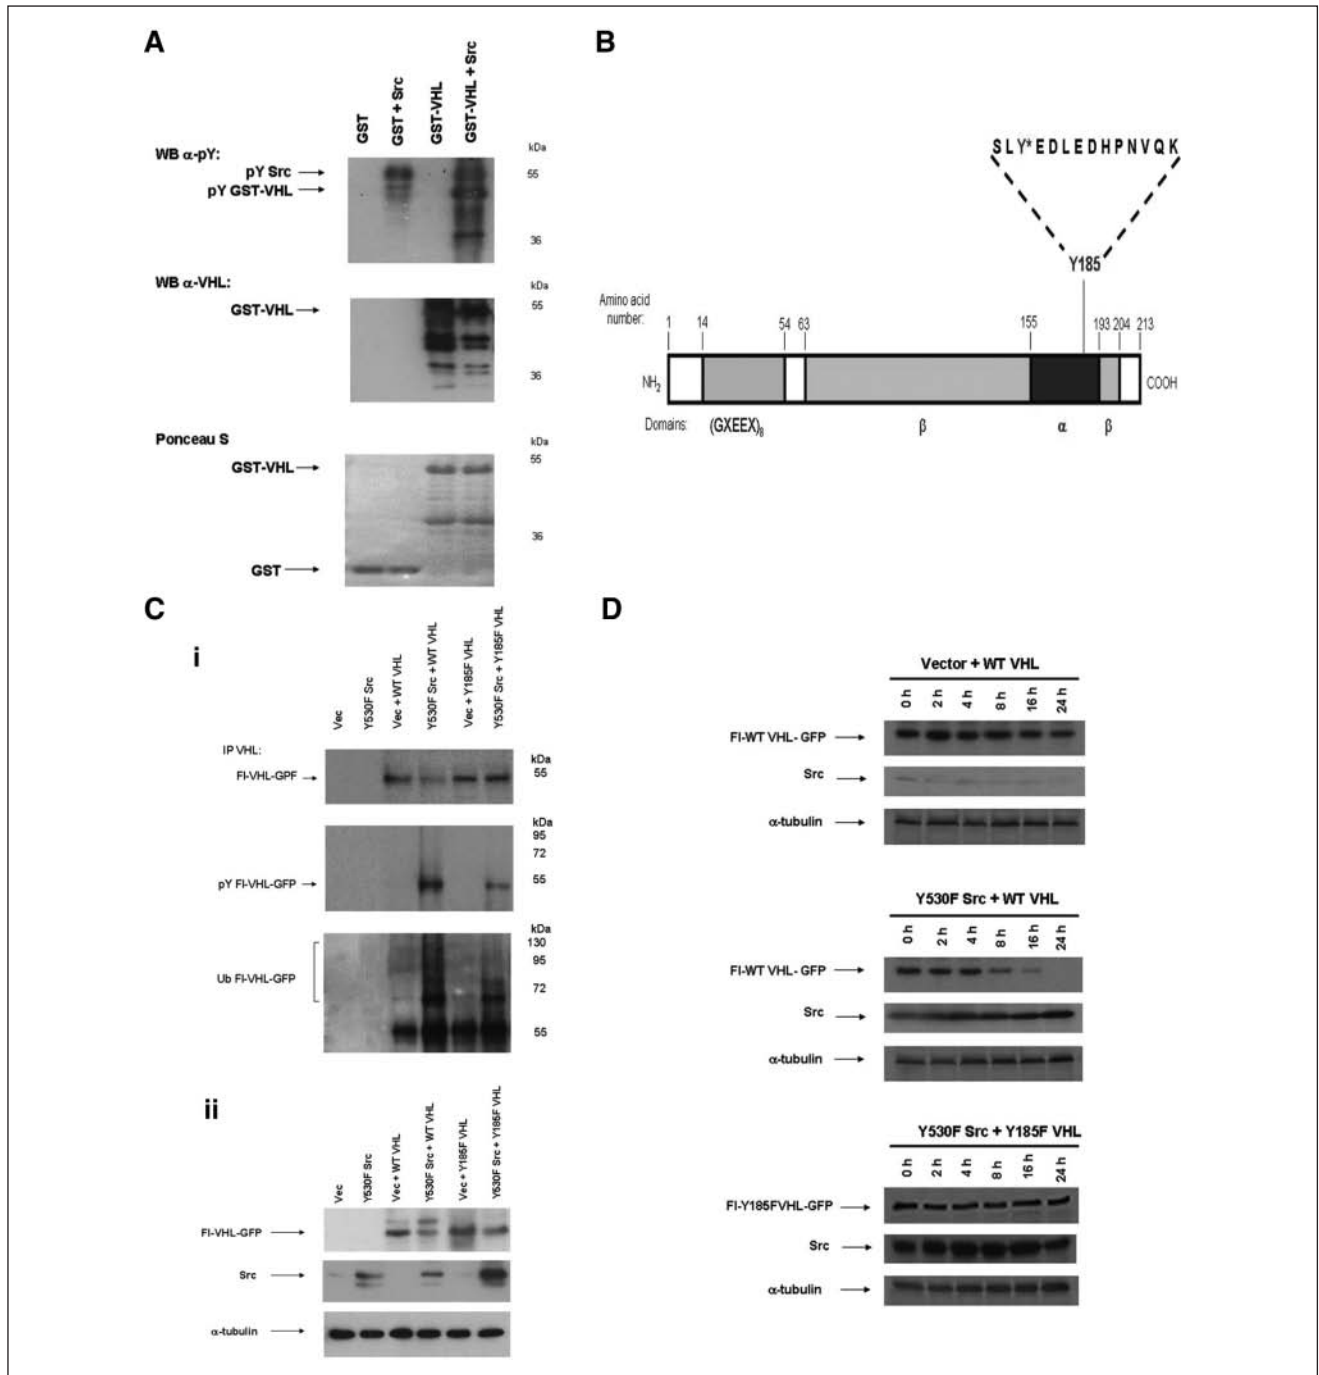 A
GST
GST + Src
GST-VHL
GST-VHL + Src
WB α-pY:
kDa
pY Src
55
pY GST-VHL
36
WB α-VHL:
kDa
GST-VHL
55
36
Ponceau S
kDa
GST-VHL
55
36
GST
B
SLY*EDLEDHPNVQK
Y185
Amino acid
number:
1 14 54 63 155 193 204 213
NH2
COOH
Domains: (GXEEX)8 β α β
C
i
Vec
Y530F Src
Vec + WT VHL
Y530F Src + WT VHL
Vec + Y185F VHL
Y530F Src + Y185F VHL
IP VHL:
kDa
Fl-VHL-GPF
55
kDa
95
72
pY Fl-VHL-GFP
55
kDa
130
95
Ub Fl-VHL-GFP
72
55
ii
Vec
Y530F Src
Vec + WT VHL
Y530F Src + WT VHL
Vec + Y185F VHL
Y530F Src + Y185F VHL
Fl-VHL-GFP
Src
α-tubulin
D
Vector + WT VHL
0 h 2 h 4 h 8 h 16 h 24 h
Fl-WT VHL- GFP
Src
α-tubulin
Y530F Src + WT VHL
0 h 2 h 4 h 8 h 16 h 24 h
Fl-WT VHL- GFP
Src
α-tubulin
Y530F Src + Y185F VHL
0 h 2 h 4 h 8 h 16 h 24 h
Fl-Y185FVHL-GFP
Src
α-tubulin